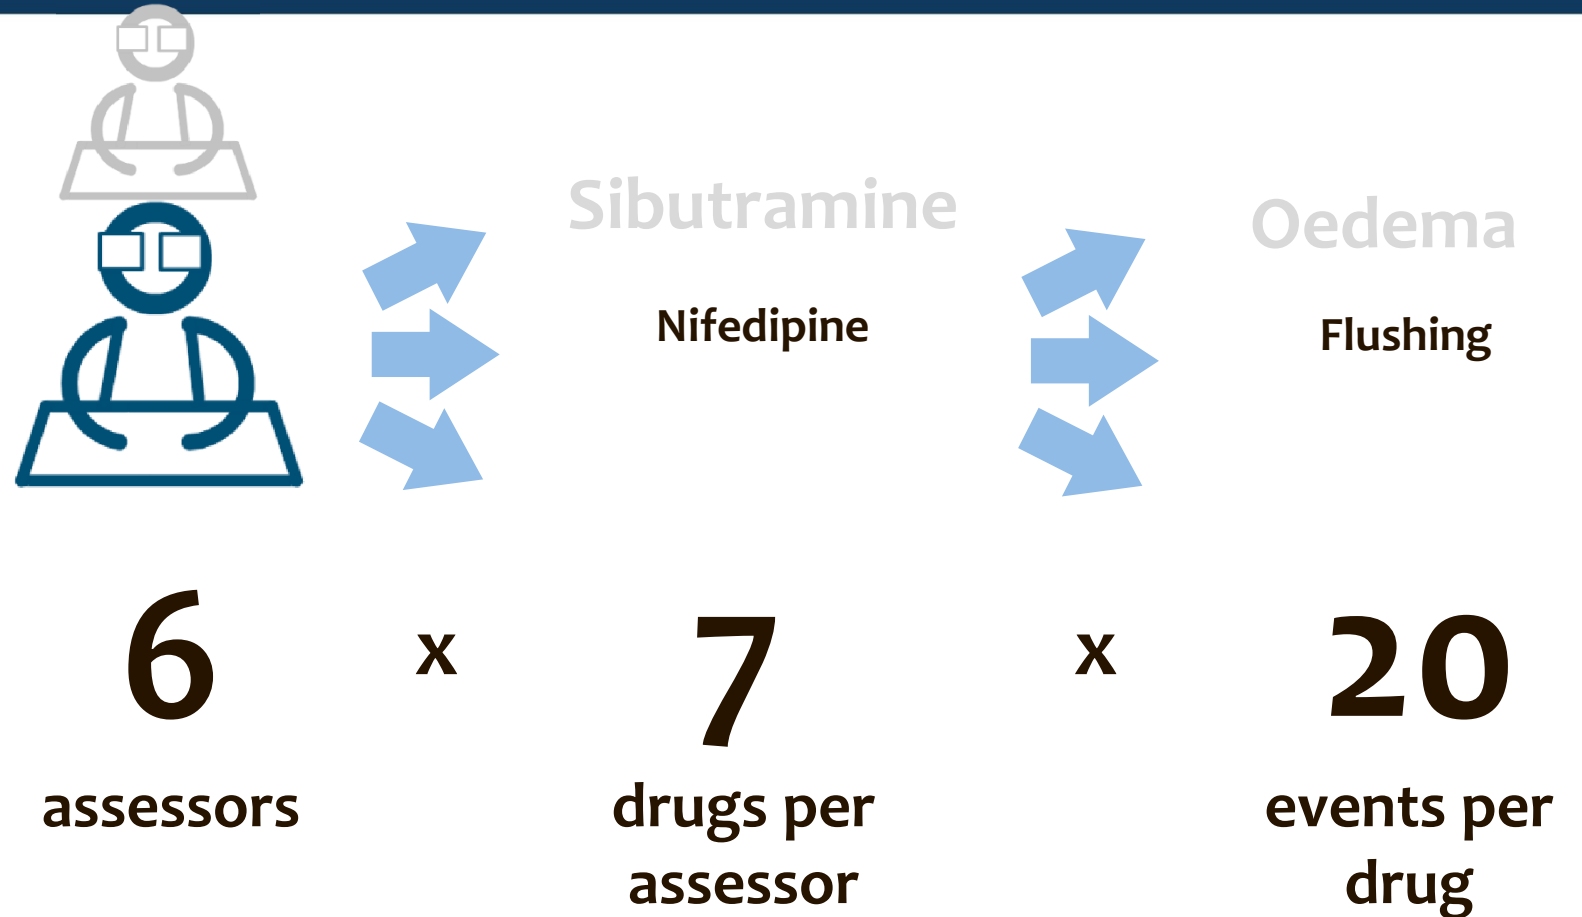 Sibutramine
Oedema
Nifedipine
Flushing
6 x 7 x 20
assessors
drugs per
assessor
events per
drug